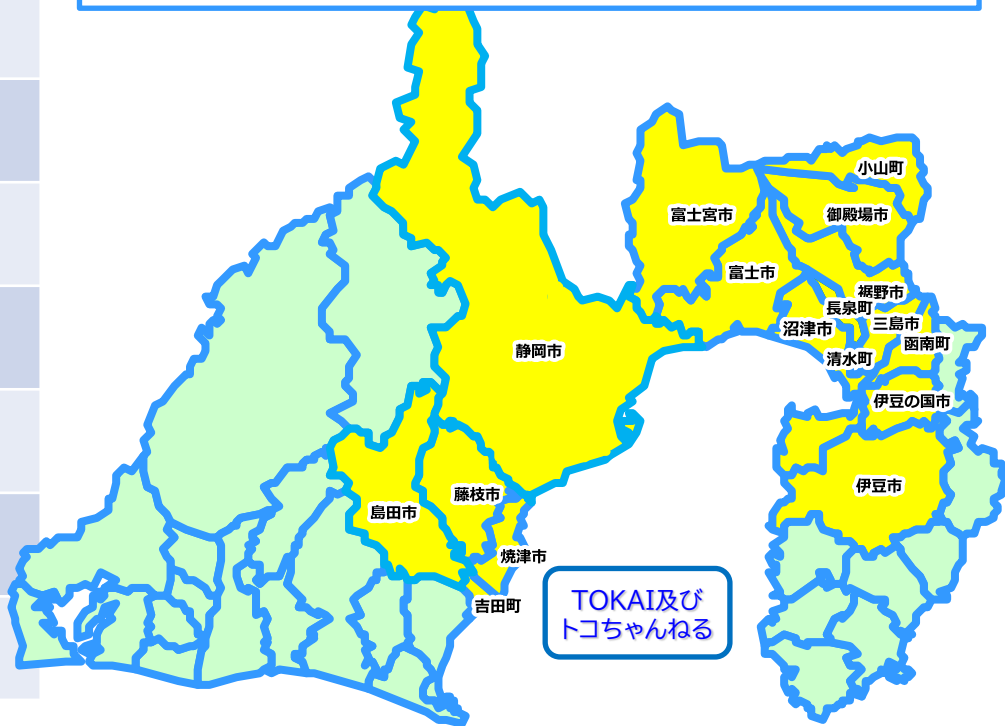 小山町
富士宮市
御殿場市
富士市
裾野市
長泉町
三島市
沼津市
函南町
静岡市
清水町
伊豆の国市
伊豆市
藤枝市
島田市
焼津市
吉田町
TOKAI及び
トコちゃんねる